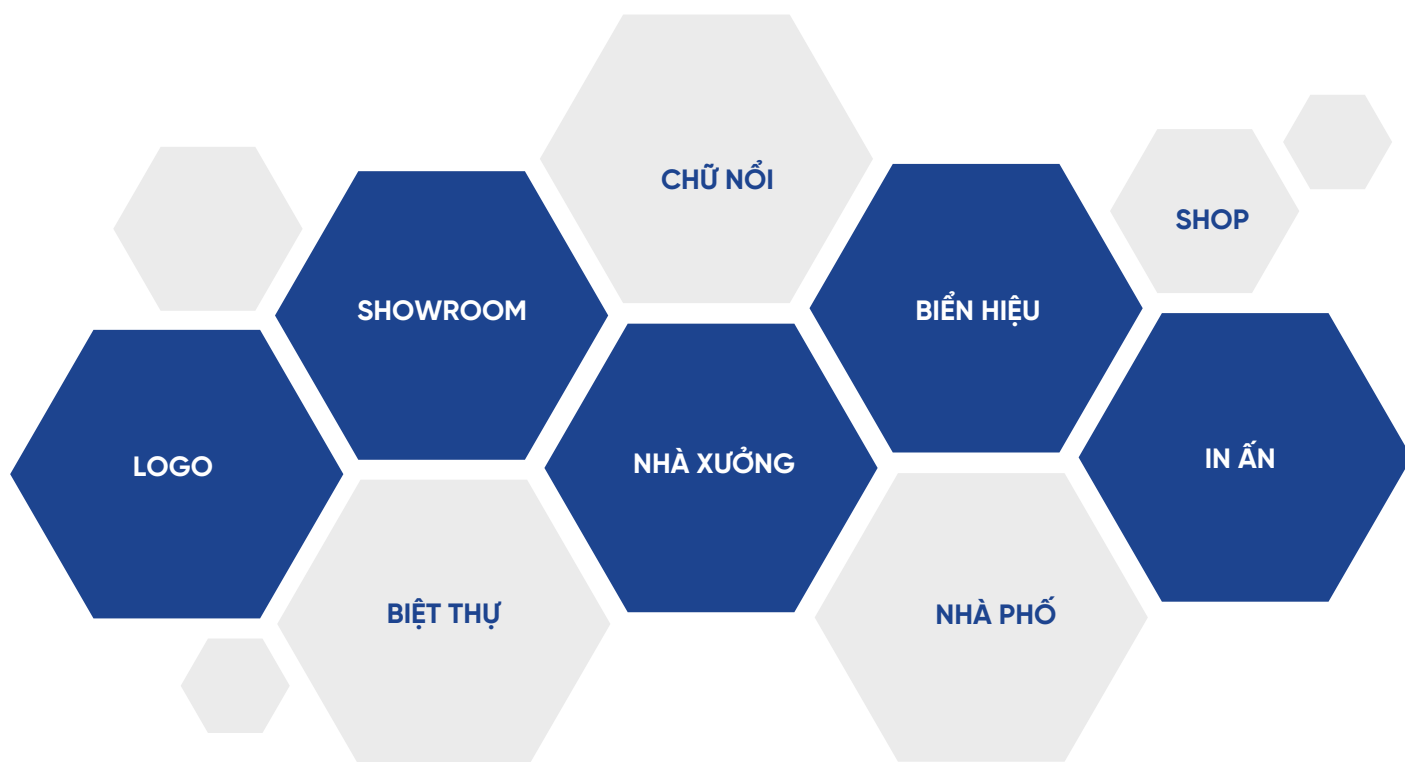 CHỮ NỔI
SHOP
SHOWROOM
BIỂN HIỆU
LOGO
NHÀ XƯỞNG
IN ẤN
BIỆT THỰ
NHÀ PHỐ